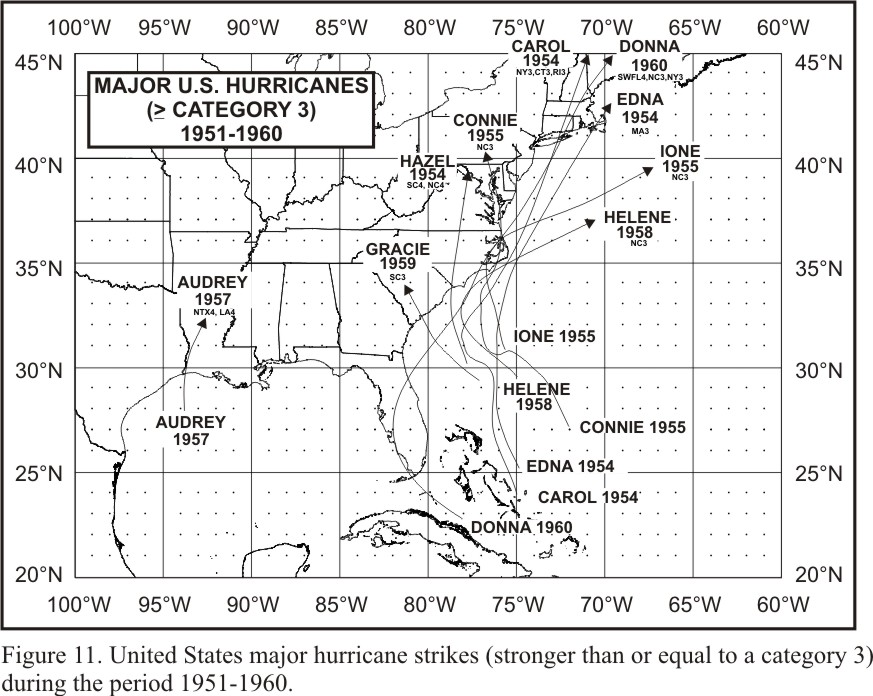 100°W 95°W 90°W 85°W 80°W 75°W 70°W 65°W 60°W
45°N
45°N
MAJOR U.S. HURRICANES
(≥ CATEGORY 3)
1951-1960
CAROL
1954
NY3,CT3,RI3
DONNA
1960
SWFL4,NC3,NY3
EDNA
1954
MA3
CONNIE
1955
NC3
40°N
40°N
HAZEL
1954
SC4, NC4
IONE
1955
NC3
HELENE
1958
NC3
GRACIE
1959
SC3
35°N
35°N
AUDREY
1957
NTX4, LA4
IONE 1955
30°N
30°N
HELENE
1958
AUDREY
1957
CONNIE 1955
25°N
25°N
EDNA 1954
CAROL 1954
DONNA 1960
20°N
20°N
100°W 95°W 90°W 85°W 80°W 75°W 70°W 65°W 60°W
Figure 11. United States major hurricane strikes (stronger than or equal to a category 3)
during the period 1951-1960.